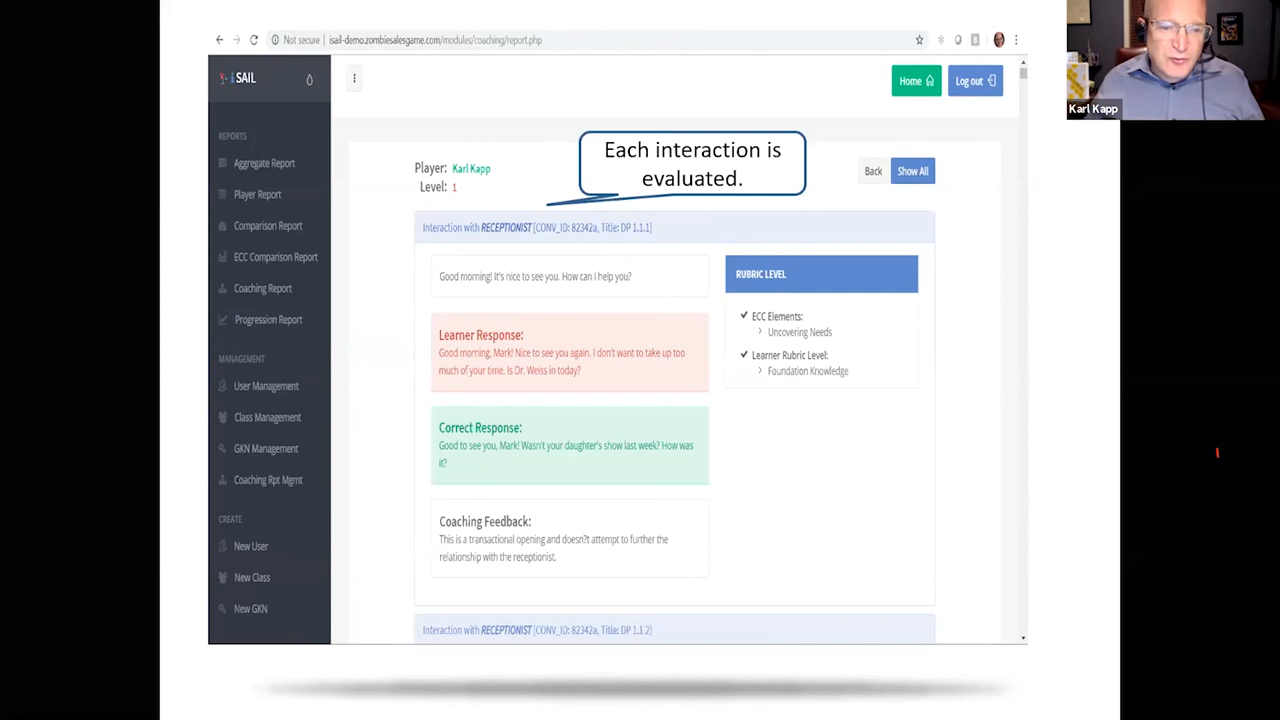 Not secure | isail-demo.zombiesalesgame.com/modules/coaching/report.php
iSAIL
Home
Log out
Karl Kapp
REPORTS
Aggregate Report
Player Report
Comparison Report
ECC Comparison Report
Coaching Report
Progression Report
MANAGEMENT
User Management
Class Management
GKN Management
Coaching Rpt Mgmt
CREATE
New User
New Class
New GKN
Player: Karl Kapp
Level: 1
Each interaction is
evaluated.
Back
Show All
Interaction with RECEPTIONIST [CONV_ID: 82342a, Title: DP 1.1.1]
Good morning! It's nice to see you. How can I help you?
Learner Response:
Good morning, Mark! Nice to see you again. I don't want to take up too
much of your time. Is Dr. Weiss in today?
Correct Response:
Good to see you, Mark! Wasn't your daughter's show last week? How was
it?
Coaching Feedback:
This is a transactional opening and doesn?t attempt to further the
relationship with the receptionist.
RUBRIC LEVEL
ECC Elements:
Uncovering Needs
Learner Rubric Level:
Foundation Knowledge
Interaction with RECEPTIONIST [CONV_ID: 82342a, Title: DP 1.1.2]